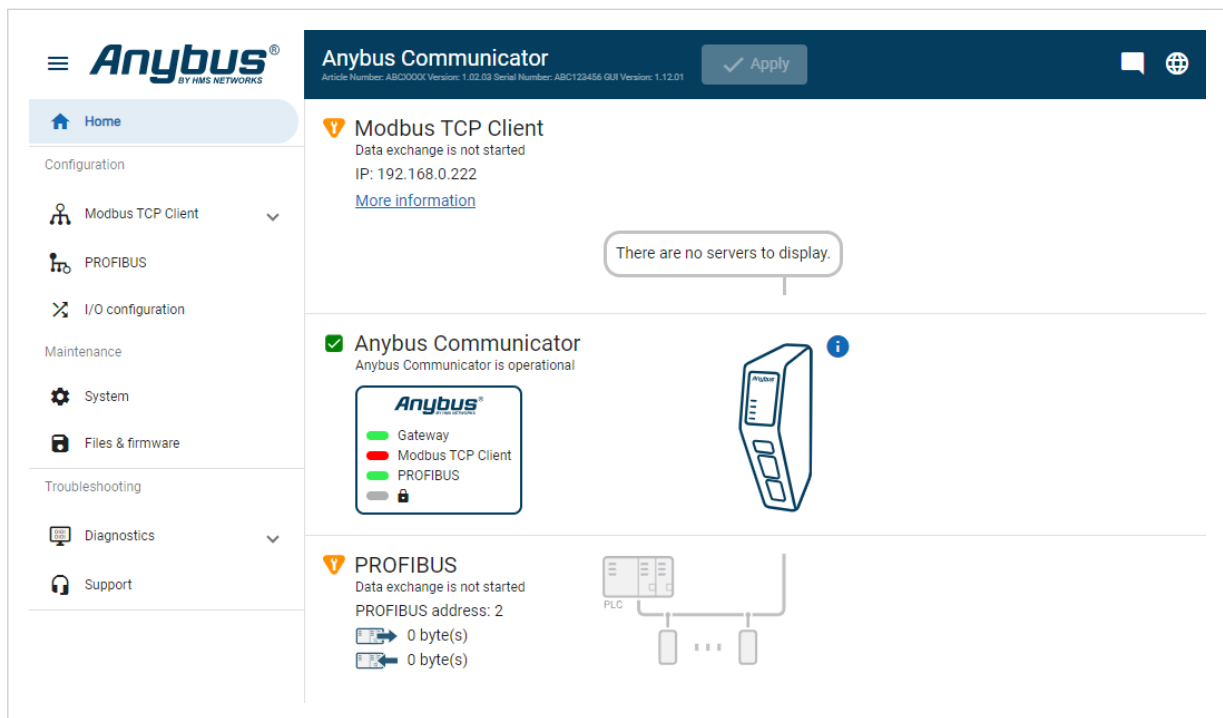 Anybus®
BY HMS NETWORKS
Home
Configuration
Modbus TCP Client
PROFIBUS
I/O configuration
Maintenance
System
Files & firmware
Troubleshooting
Diagnostics
Support
Anybus Communicator
Article Number: ABCXXXX Version: 1.02.03 Serial Number: ABC123456 GUI Version: 1.12.01
Apply
Modbus TCP Client
Data exchange is not started
IP: 192.168.0.222
More information
There are no servers to display.
Anybus Communicator
Anybus Communicator is operational
Anybus®
BY HMS NETWORKS
Gateway
Modbus TCP Client
PROFIBUS
Anybus
PROFIBUS
Data exchange is not started
PROFIBUS address: 2
0 byte(s)
0 byte(s)
PLC